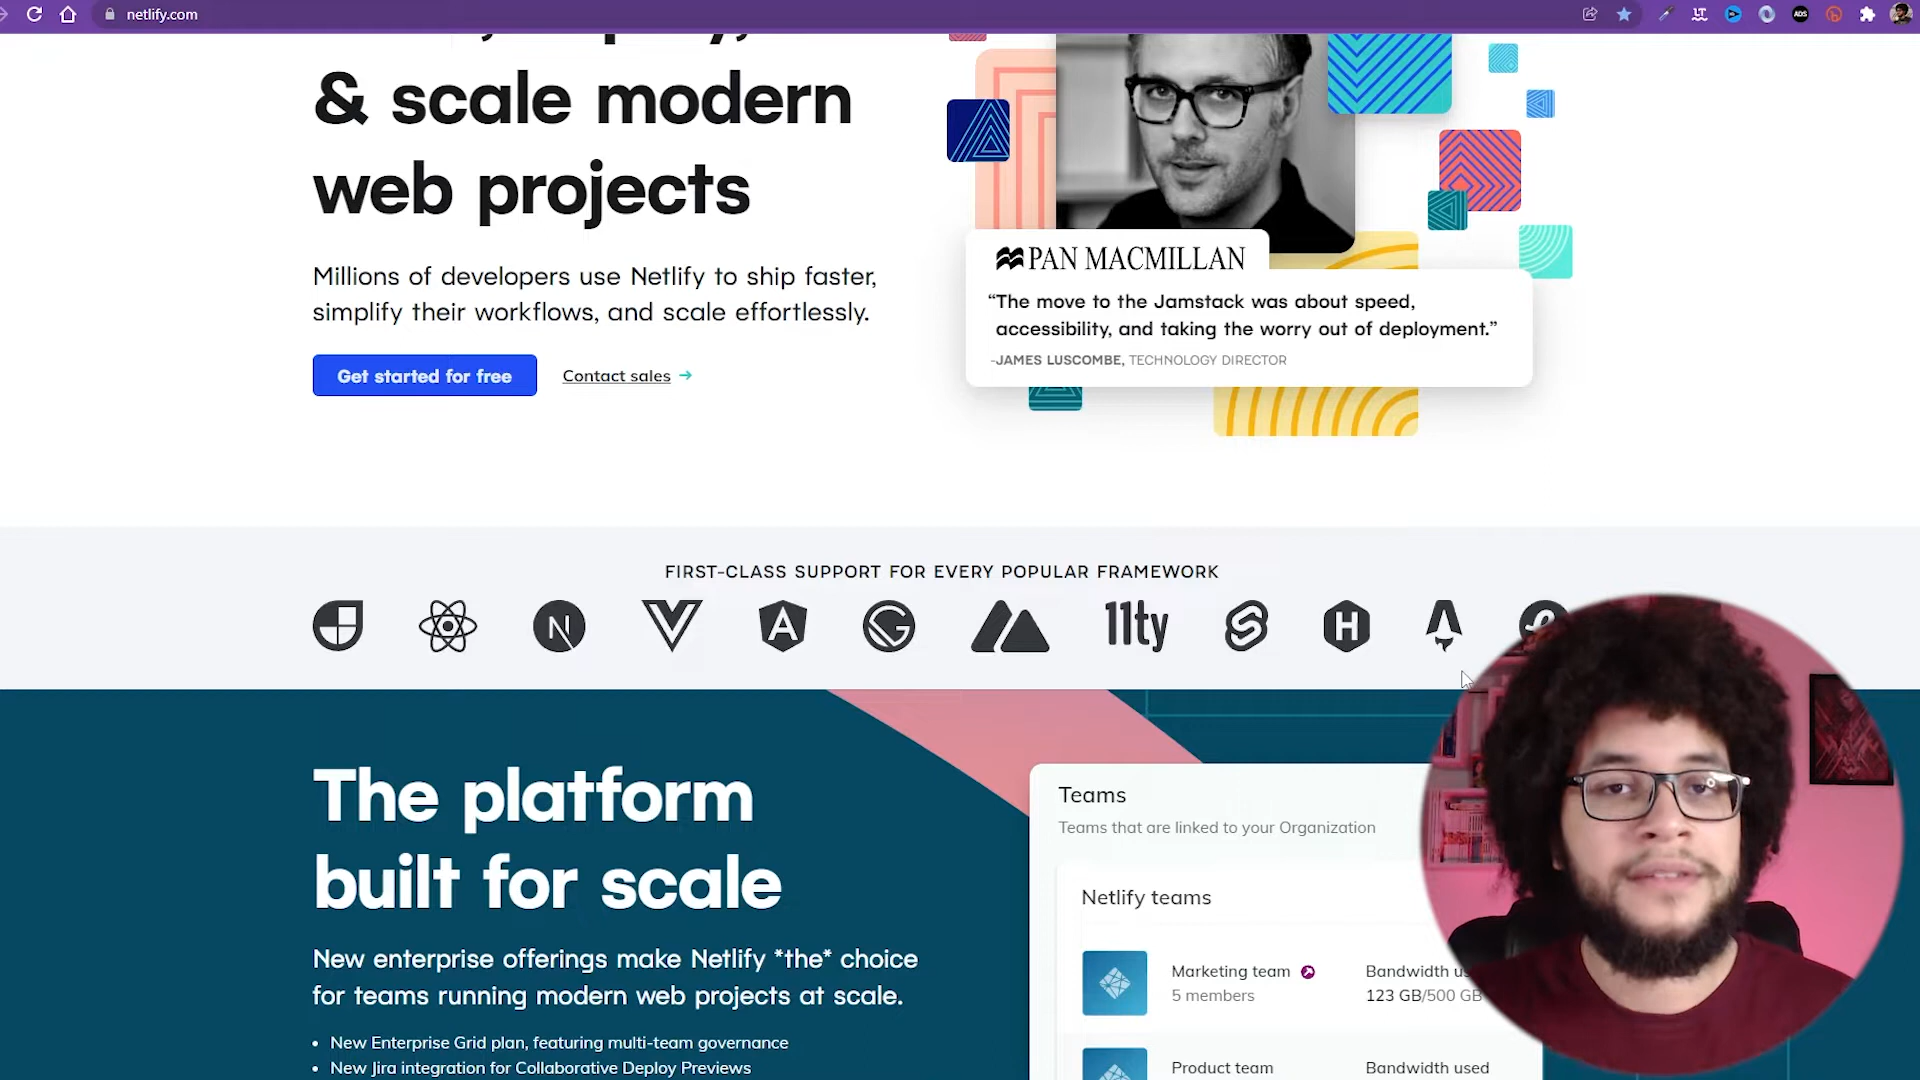 netlify.com
& scale modern
web projects
Millions of developers use Netlify to ship faster,
simplify their workflows, and scale effortlessly.
Get started for free
Contact sales →
PAN MACMILLAN
“The move to the Jamstack was about speed,
accessibility, and taking the worry out of deployment.”
-JAMES LUSCOMBE, TECHNOLOGY DIRECTOR
FIRST-CLASS SUPPORT FOR EVERY POPULAR FRAMEWORK
11ty
The platform
built for scale
New enterprise offerings make Netlify *the* choice
for teams running modern web projects at scale.
• New Enterprise Grid plan, featuring multi-team governance
• New Jira integration for Collaborative Deploy Previews
Teams
Teams that are linked to your Organization
Netlify teams
Marketing team
5 members
Bandwidth
123 GB/500 GB
Product team
Bandwidth used